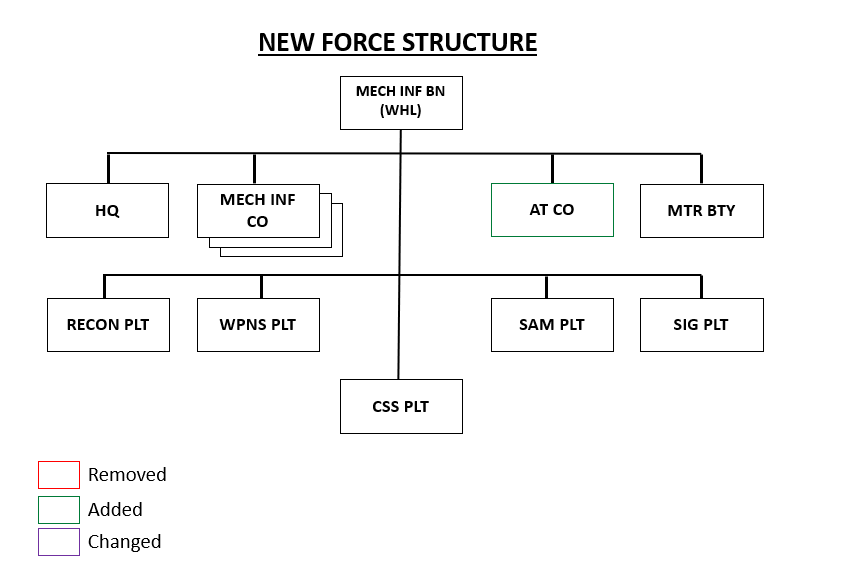 NEW FORCE STRUCTURE
MECH INF BN
(WHL)
HQ
MECH INF
CO
AT CO
MTR BTY
RECON PLT
WPNS PLT
SAM PLT
SIG PLT
CSS PLT
Removed
Added
Changed